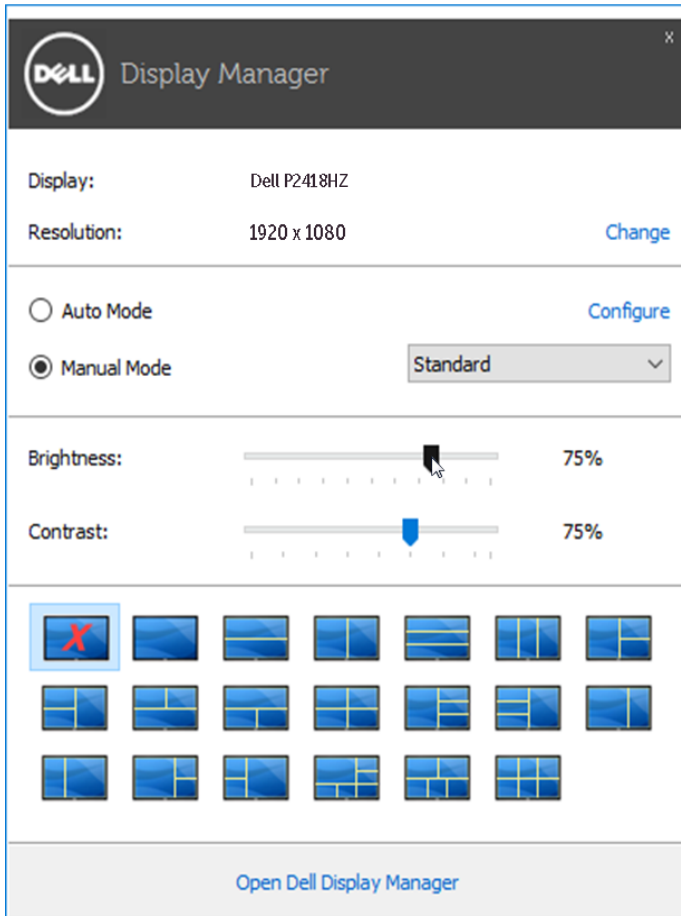 x
DELL Display Manager
Display: Dell P2418HZ
Resolution: 1920 x 1080 Change
Auto Mode Configure
Manual Mode Standard
Brightness: 75%
Contrast: 75%
X
Open Dell Display Manager